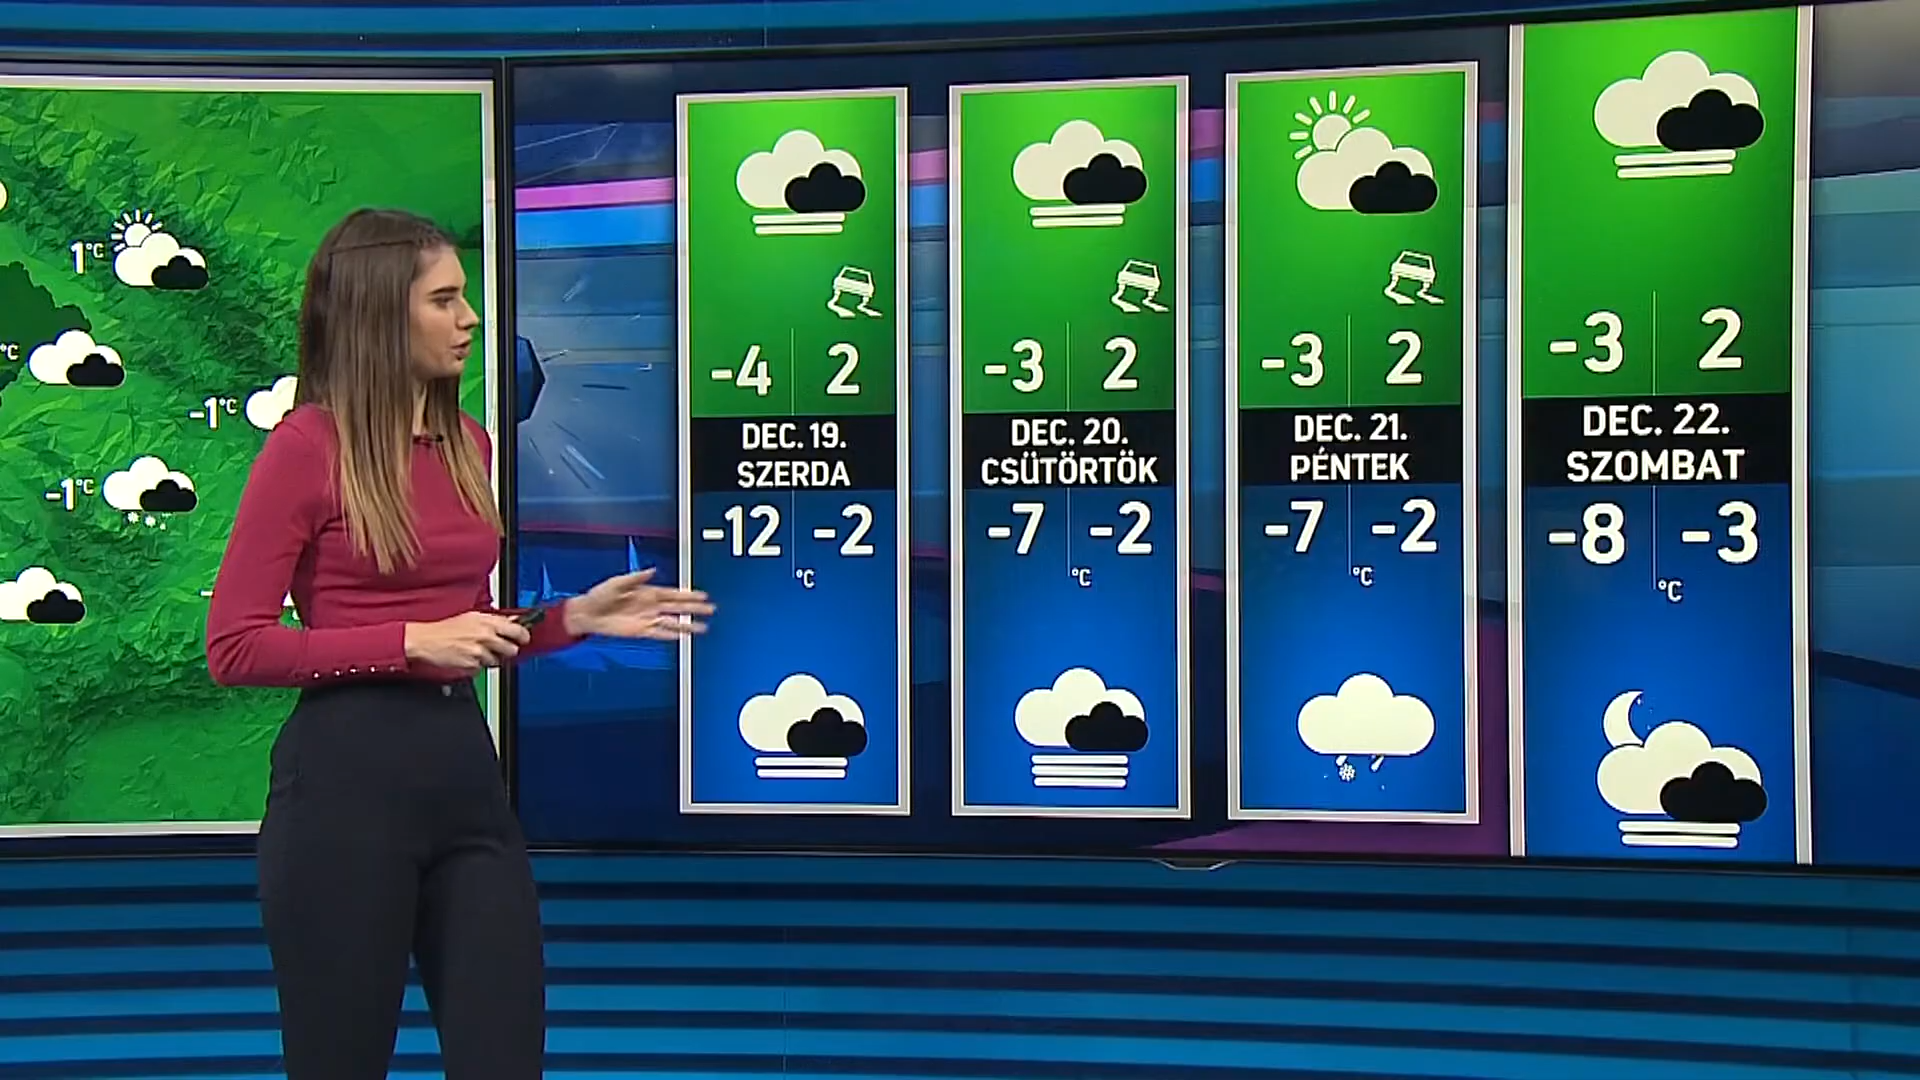 1°C
°C
-1°C
-1°C
-4 2
DEC. 19.
SZERDA
-12 -2
°C
-3 2
DEC. 20.
CSÜTÖRTÖK
-7 -2
°C
-3 2
DEC. 21.
PÉNTEK
-7 -2
°C
-3 2
DEC. 22.
SZOMBAT
-8 -3
°C